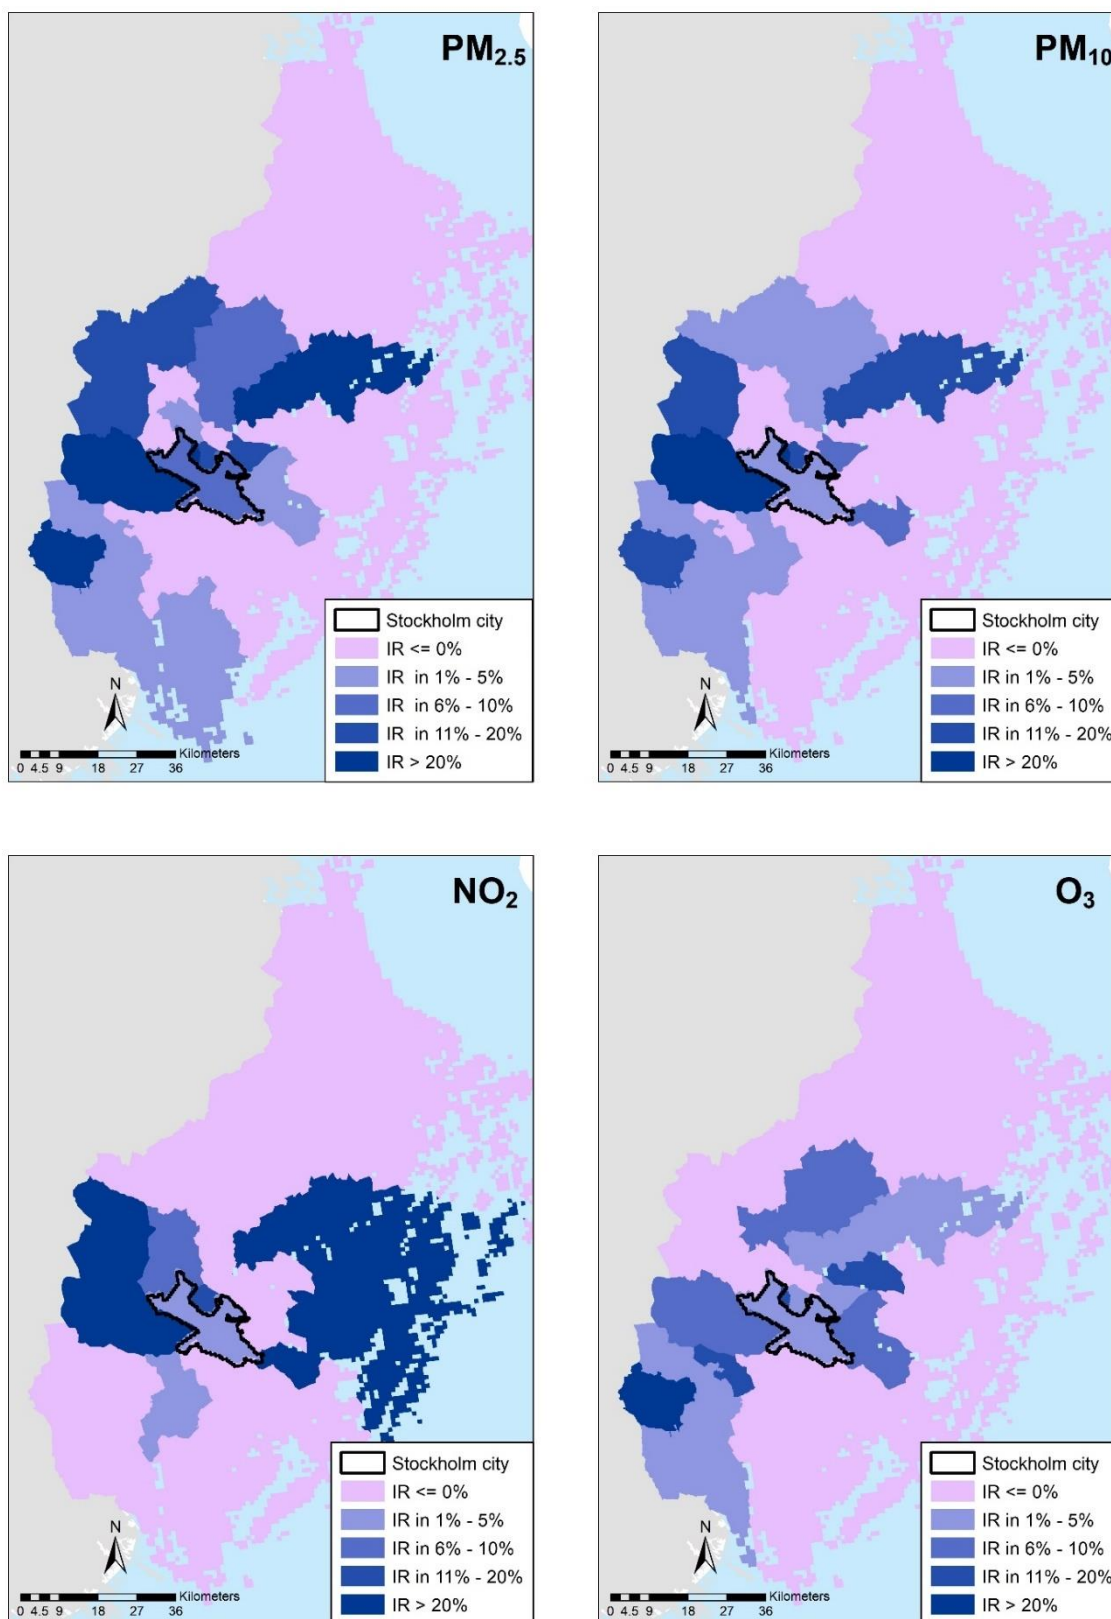 PM2.5
Stockholm city
IR <= 0%
IR in 1% - 5%
IR in 6% - 10%
IR in 11% - 20%
IR > 20%
N
Kilometers
0 4.5 9 18 27 36
PM10
Stockholm city
IR <= 0%
IR in 1% - 5%
IR in 6% - 10%
IR in 11% - 20%
IR > 20%
N
Kilometers
0 4.5 9 18 27 36
NO2
Stockholm city
IR <= 0%
IR in 1% - 5%
IR in 6% - 10%
IR in 11% - 20%
IR > 20%
N
Kilometers
0 4.5 9 18 27 36
O3
Stockholm city
IR <= 0%
IR in 1% - 5%
IR in 6% - 10%
IR in 11% - 20%
IR > 20%
N
Kilometers
0 4.5 9 18 27 36